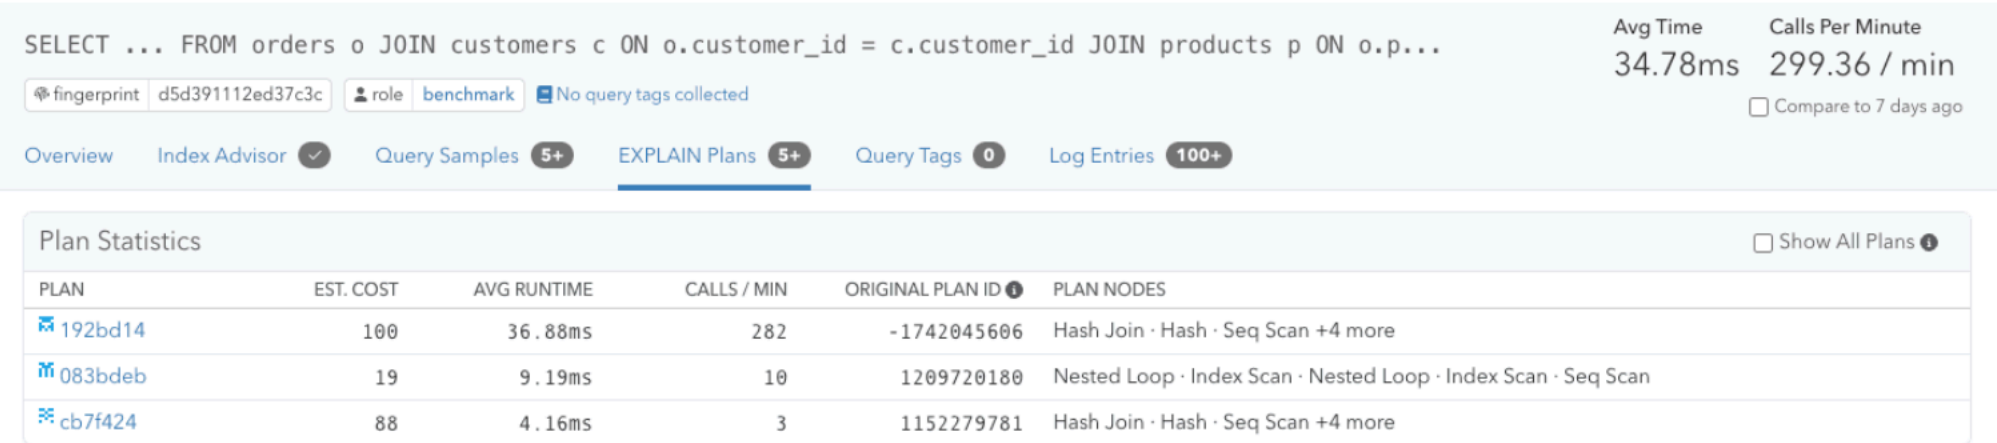 SELECT ... FROM orders o JOIN customers c ON o.customer_id = c.customer_id JOIN products p ON o.p...
Avg Time Calls Per Minute
34.78ms 299.36 / min
fingerprint d5d391112ed37c3c role benchmark No query tags collected
Compare to 7 days ago
Overview Index Advisor Query Samples 5+ EXPLAIN Plans 5+ Query Tags 0 Log Entries 100+
Plan Statistics Show All Plans
PLAN EST. COST AVG RUNTIME CALLS / MIN ORIGINAL PLAN ID PLAN NODES
192bd14 100 36.88ms 282 -1742045606 Hash Join · Hash · Seq Scan +4 more
083bdeb 19 9.19ms 10 1209720180 Nested Loop · Index Scan · Nested Loop · Index Scan · Seq Scan
cb7f424 88 4.16ms 3 1152279781 Hash Join · Hash · Seq Scan +4 more